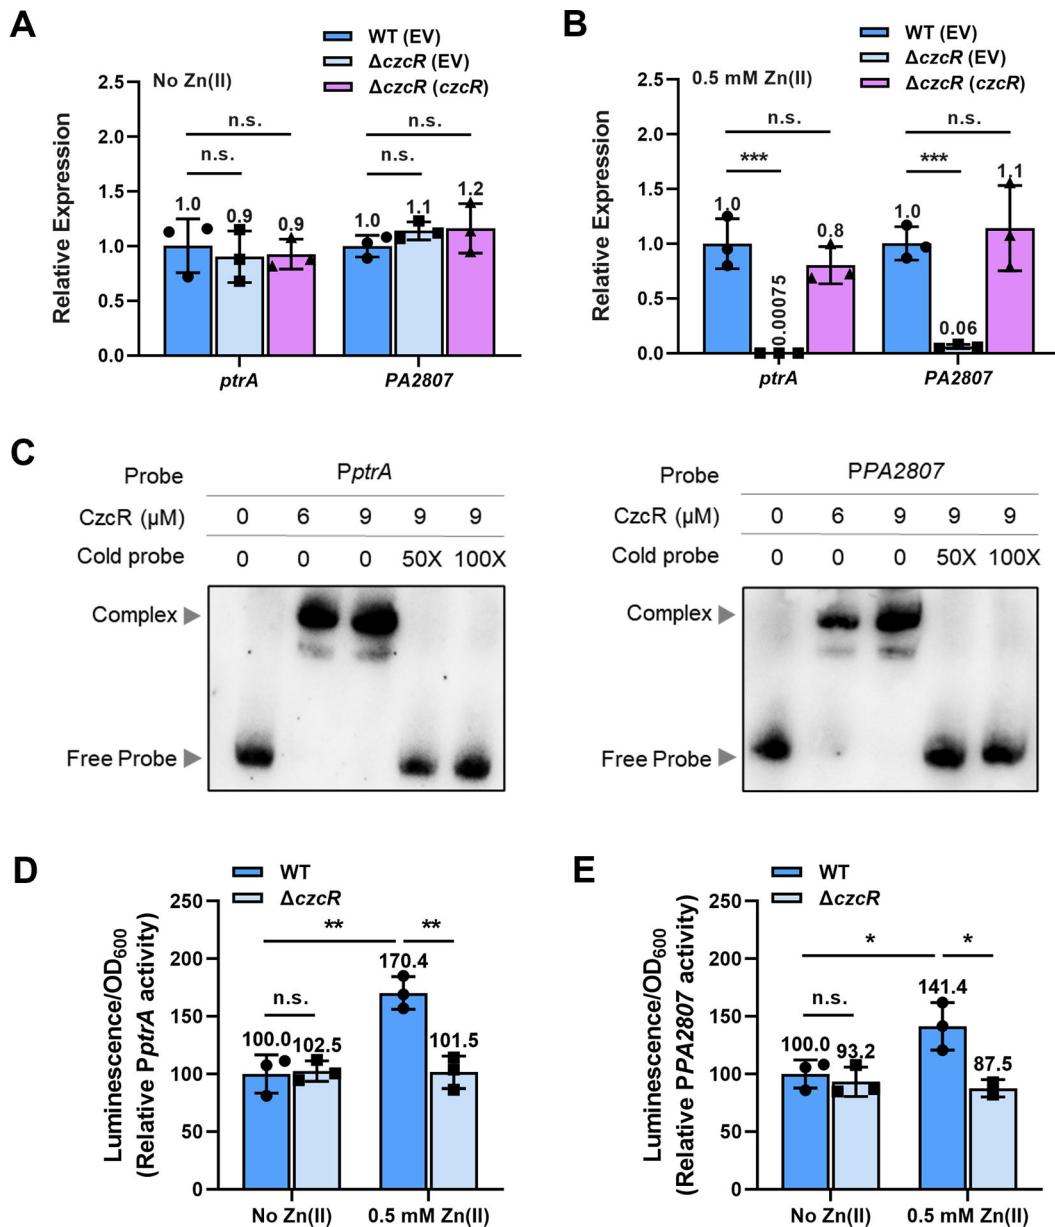 A
WT (EV)
ΔczcR (EV)
ΔczcR (czcR)
No Zn(II)
Relative Expression
2.5
2.0
1.5
1.0
0.5
0.0
n.s.
n.s.
1.0
0.9
0.9
n.s.
n.s.
1.0
1.1
1.2
ptrA
PA2807
B
WT (EV)
ΔczcR (EV)
ΔczcR (czcR)
0.5 mM Zn(II)
Relative Expression
2.5
2.0
1.5
1.0
0.5
0.0
n.s.
***
1.0
0.00075
0.8
n.s.
***
1.0
0.06
1.1
ptrA
PA2807
C
Probe PptrA
CzcR (µM) 0 6 9 9 9
Cold probe 0 0 0 50X 100X
Complex
Free Probe
Probe PPA2807
CzcR (µM) 0 6 9 9 9
Cold probe 0 0 0 50X 100X
Complex
Free Probe
D
WT
ΔczcR
Luminescence/OD600
(Relative PptrA activity)
250
200
150
100
50
0
**
**
n.s.
100.0
102.5
170.4
101.5
No Zn(II)
0.5 mM Zn(II)
E
WT
ΔczcR
Luminescence/OD600
(Relative PPA2807 activity)
250
200
150
100
50
0
*
*
n.s.
100.0
93.2
141.4
87.5
No Zn(II)
0.5 mM Zn(II)